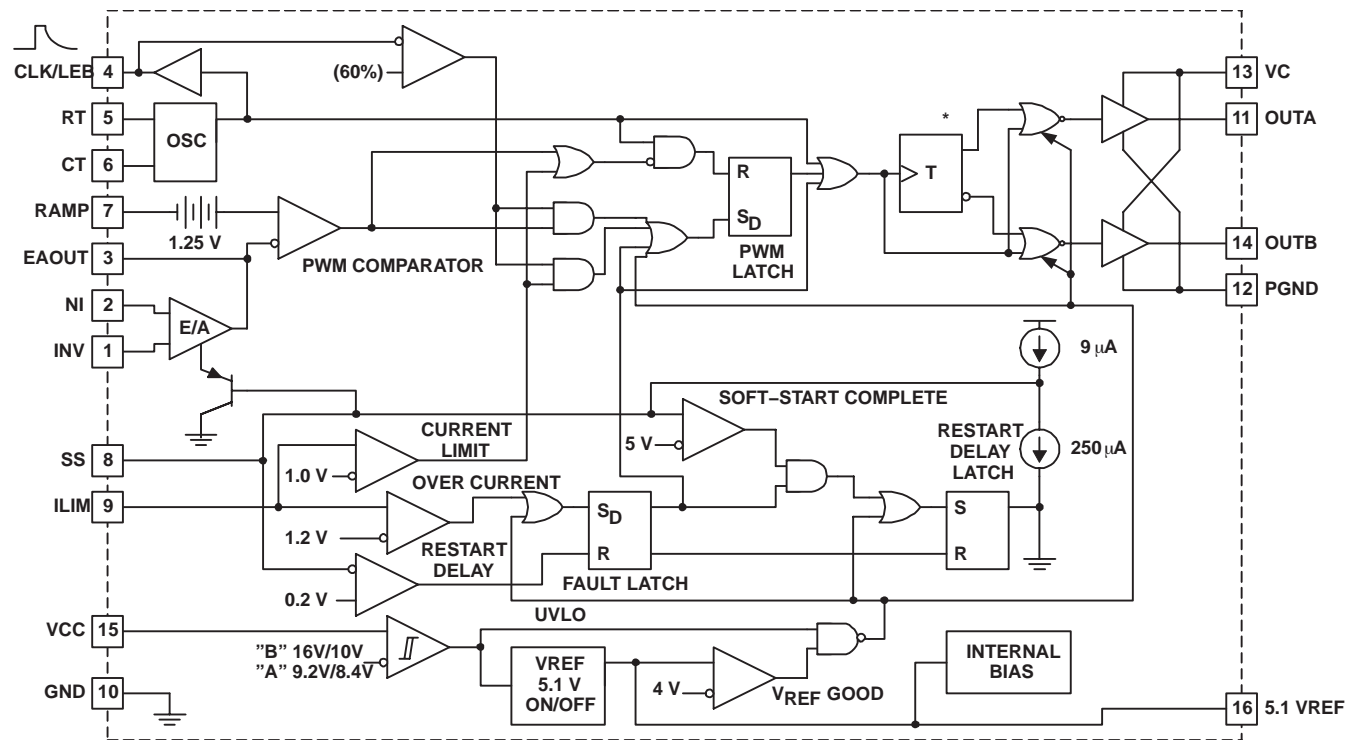 CLK/LEB 4
(60%)
13 VC
RT 5
OSC
*
11 OUTA
CT 6
R
T
RAMP 7
SD
1.25 V
EAOUT 3
PWM COMPARATOR
PWM
LATCH
14 OUTB
NI 2
12 PGND
E/A
INV 1
9 µA
SOFT−START COMPLETE
CURRENT
LIMIT
5 V
RESTART
DELAY
LATCH
250 µA
SS 8
1.0 V
OVER CURRENT
ILIM 9
SD
S
1.2 V
RESTART
DELAY
R
R
FAULT LATCH
0.2 V
UVLO
VCC 15
”B” 16V/10V
”A” 9.2V/8.4V
VREF
5.1 V
ON/OFF
INTERNAL
BIAS
4 V
VREF GOOD
GND 10
16 5.1 VREF